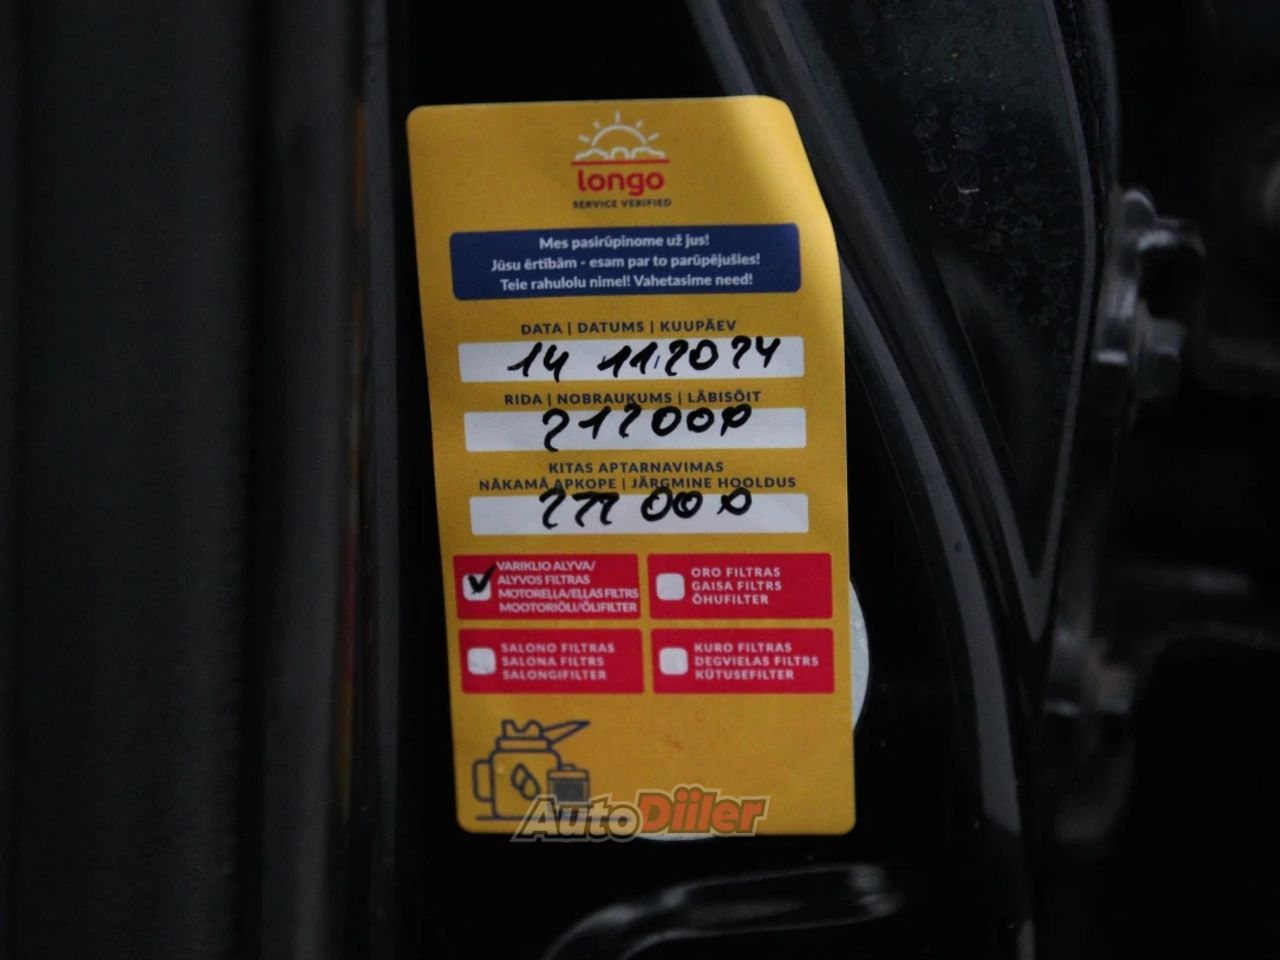 longo
SERVICE VERIFIED
Mes pasirūpinome už jus!
Jūsu ērtībām - esam par to parūpējušies!
Teie rahulolu nimel! Vahetasime need!
DATA | DATUMS | KUUPÄEV
14 11.2024
RIDA | NOBRAUKUMS | LÄBISÕIT
212000
KITAS APTARNAVIMAS
NĀKAMĀ APKOPE | JÄRGMINE HOOLDUS
222 000
VARIKLIO ALYVA/
ALYVOS FILTRAS
MOTOREĻĻA/EĻĻAS FILTRS
MOOTORIÕLI/ÕLIFILTER
ORO FILTRAS
GAISA FILTRS
ÕHUFILTER
SALONO FILTRAS
SALONA FILTRS
SALONGIFILTER
KURO FILTRAS
DEGVIELAS FILTRS
KÜTUSEFILTER
AutoDiiler